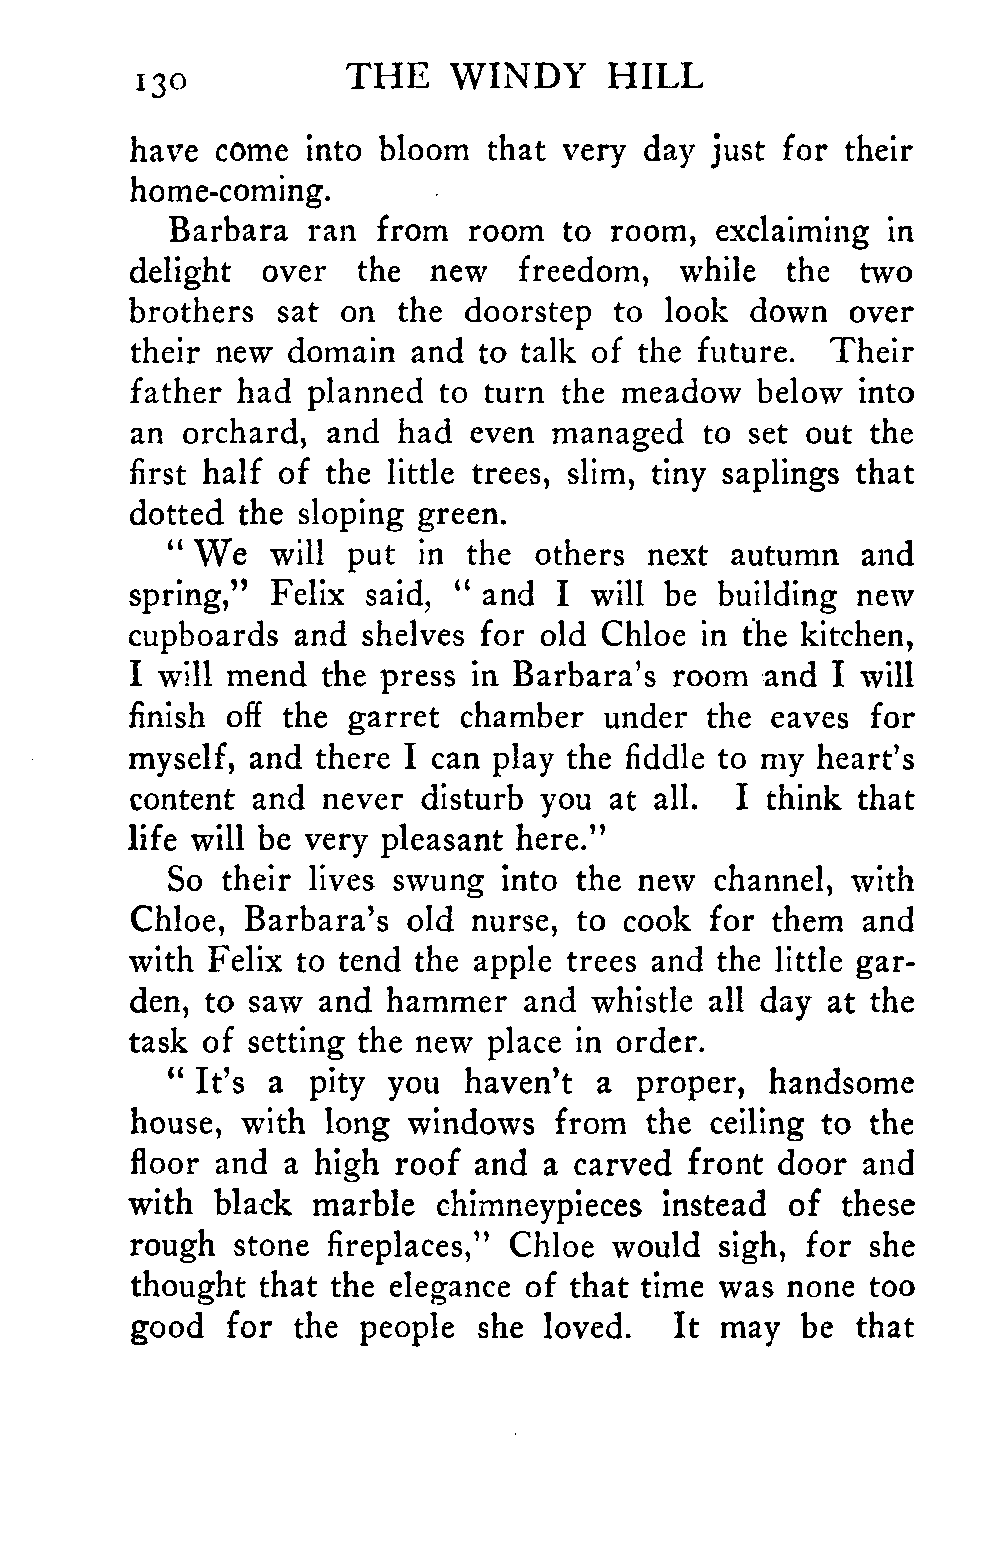 130 THE WINDY HILL
have come into bloom that very day just for their
home-coming.
Barbara ran from room to room, exclaiming in
delight over the new freedom, while the two
brothers sat on the doorstep to look down over
their new domain and to talk of the future. Their
father had planned to turn the meadow below into
an orchard, and had even managed to set out the
first half of the little trees, slim, tiny saplings that
dotted the sloping green.
“ We will put in the others next autumn and
spring,” Felix said, “ and I will be building new
cupboards and shelves for old Chloe in the kitchen,
I will mend the press in Barbara’s room and I will
finish off the garret chamber under the eaves for
myself, and there I can play the fiddle to my heart’s
content and never disturb you at all. I think that
life will be very pleasant here.”
So their lives swung into the new channel, with
Chloe, Barbara’s old nurse, to cook for them and
with Felix to tend the apple trees and the little gar-
den, to saw and hammer and whistle all day at the
task of setting the new place in order.
“ It’s a pity you haven’t a proper, handsome
house, with long windows from the ceiling to the
floor and a high roof and a carved front door and
with black marble chimneypieces instead of these
rough stone fireplaces,” Chloe would sigh, for she
thought that the elegance of that time was none too
good for the people she loved. It may be that